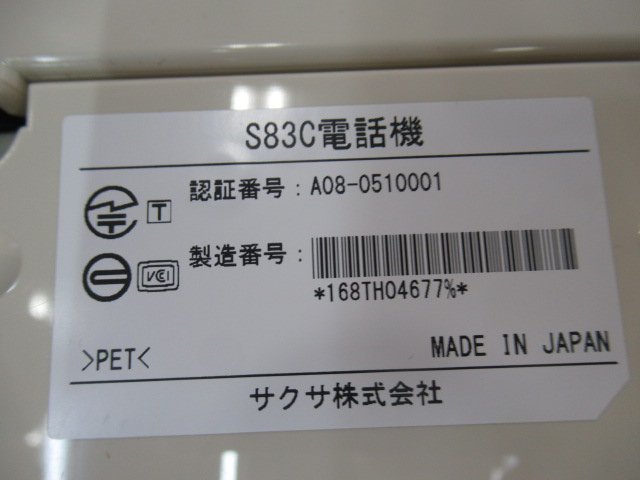 S83C電話機
認証番号：A08-0510001
T
製造番号：
VCCI
*168TH04677%*
>PET<
MADE IN JAPAN
サクサ株式会社